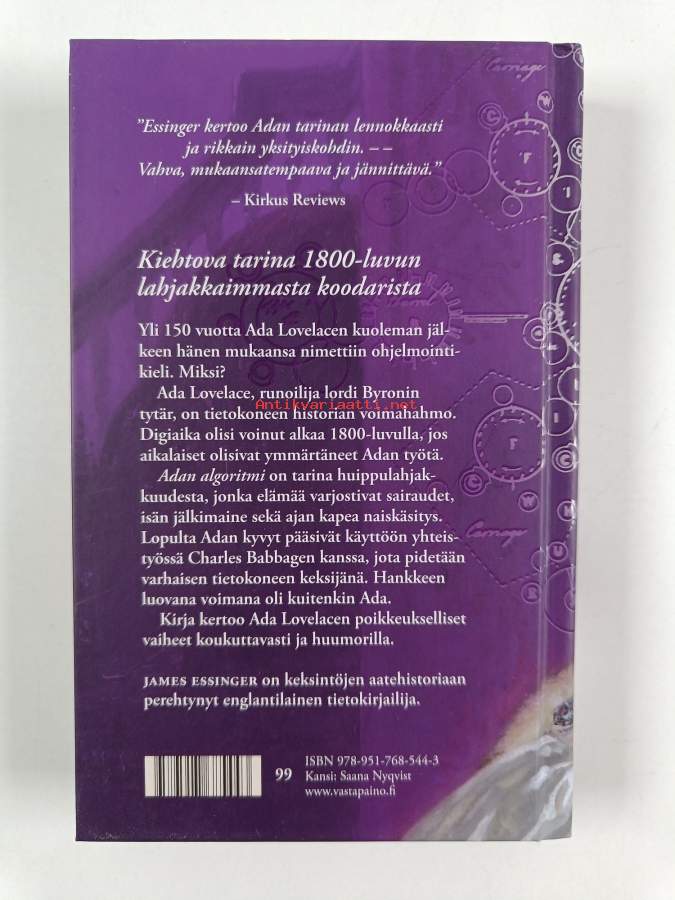 Carriage
"Essinger kertoo Adan tarinan lennokkaasti
ja rikkain yksityiskohdin. – –
Vahva, mukaansatempaava ja jännittävä."
– Kirkus Reviews
Kiehtova tarina 1800-luvun
lahjakkaimmasta koodarista
Yli 150 vuotta Ada Lovelacen kuoleman jäl-
keen hänen mukaansa nimettiin ohjelmointi-
kieli. Miksi?
Ada Lovelace, runoilija lordi Byronin
Antikvariaatti.net
tytär, on tietokoneen historian voimahahmo.
Digiaika olisi voinut alkaa 1800-luvulla, jos
aikalaiset olisivat ymmärtäneet Adan työtä.
Adan algoritmi on tarina huippulahjak-
kuudesta, jonka elämää varjostivat sairaudet,
isän jälkimaine sekä ajan kapea naiskäsitys.
Lopulta Adan kyvyt pääsivät käyttöön yhteis-
työssä Charles Babbagen kanssa, jota pidetään
varhaisen tietokoneen keksijänä. Hankkeen
luovana voimana oli kuitenkin Ada.
Kirja kertoo Ada Lovelacen poikkeukselliset
vaiheet koukuttavasti ja huumorilla.
Carriage
JAMES ESSINGER on keksintöjen aatehistoriaan
perehtynyt englantilainen tietokirjailija.
99
ISBN 978-951-768-544-3
Kansi: Saana Nyqvist
www.vastapaino.fi